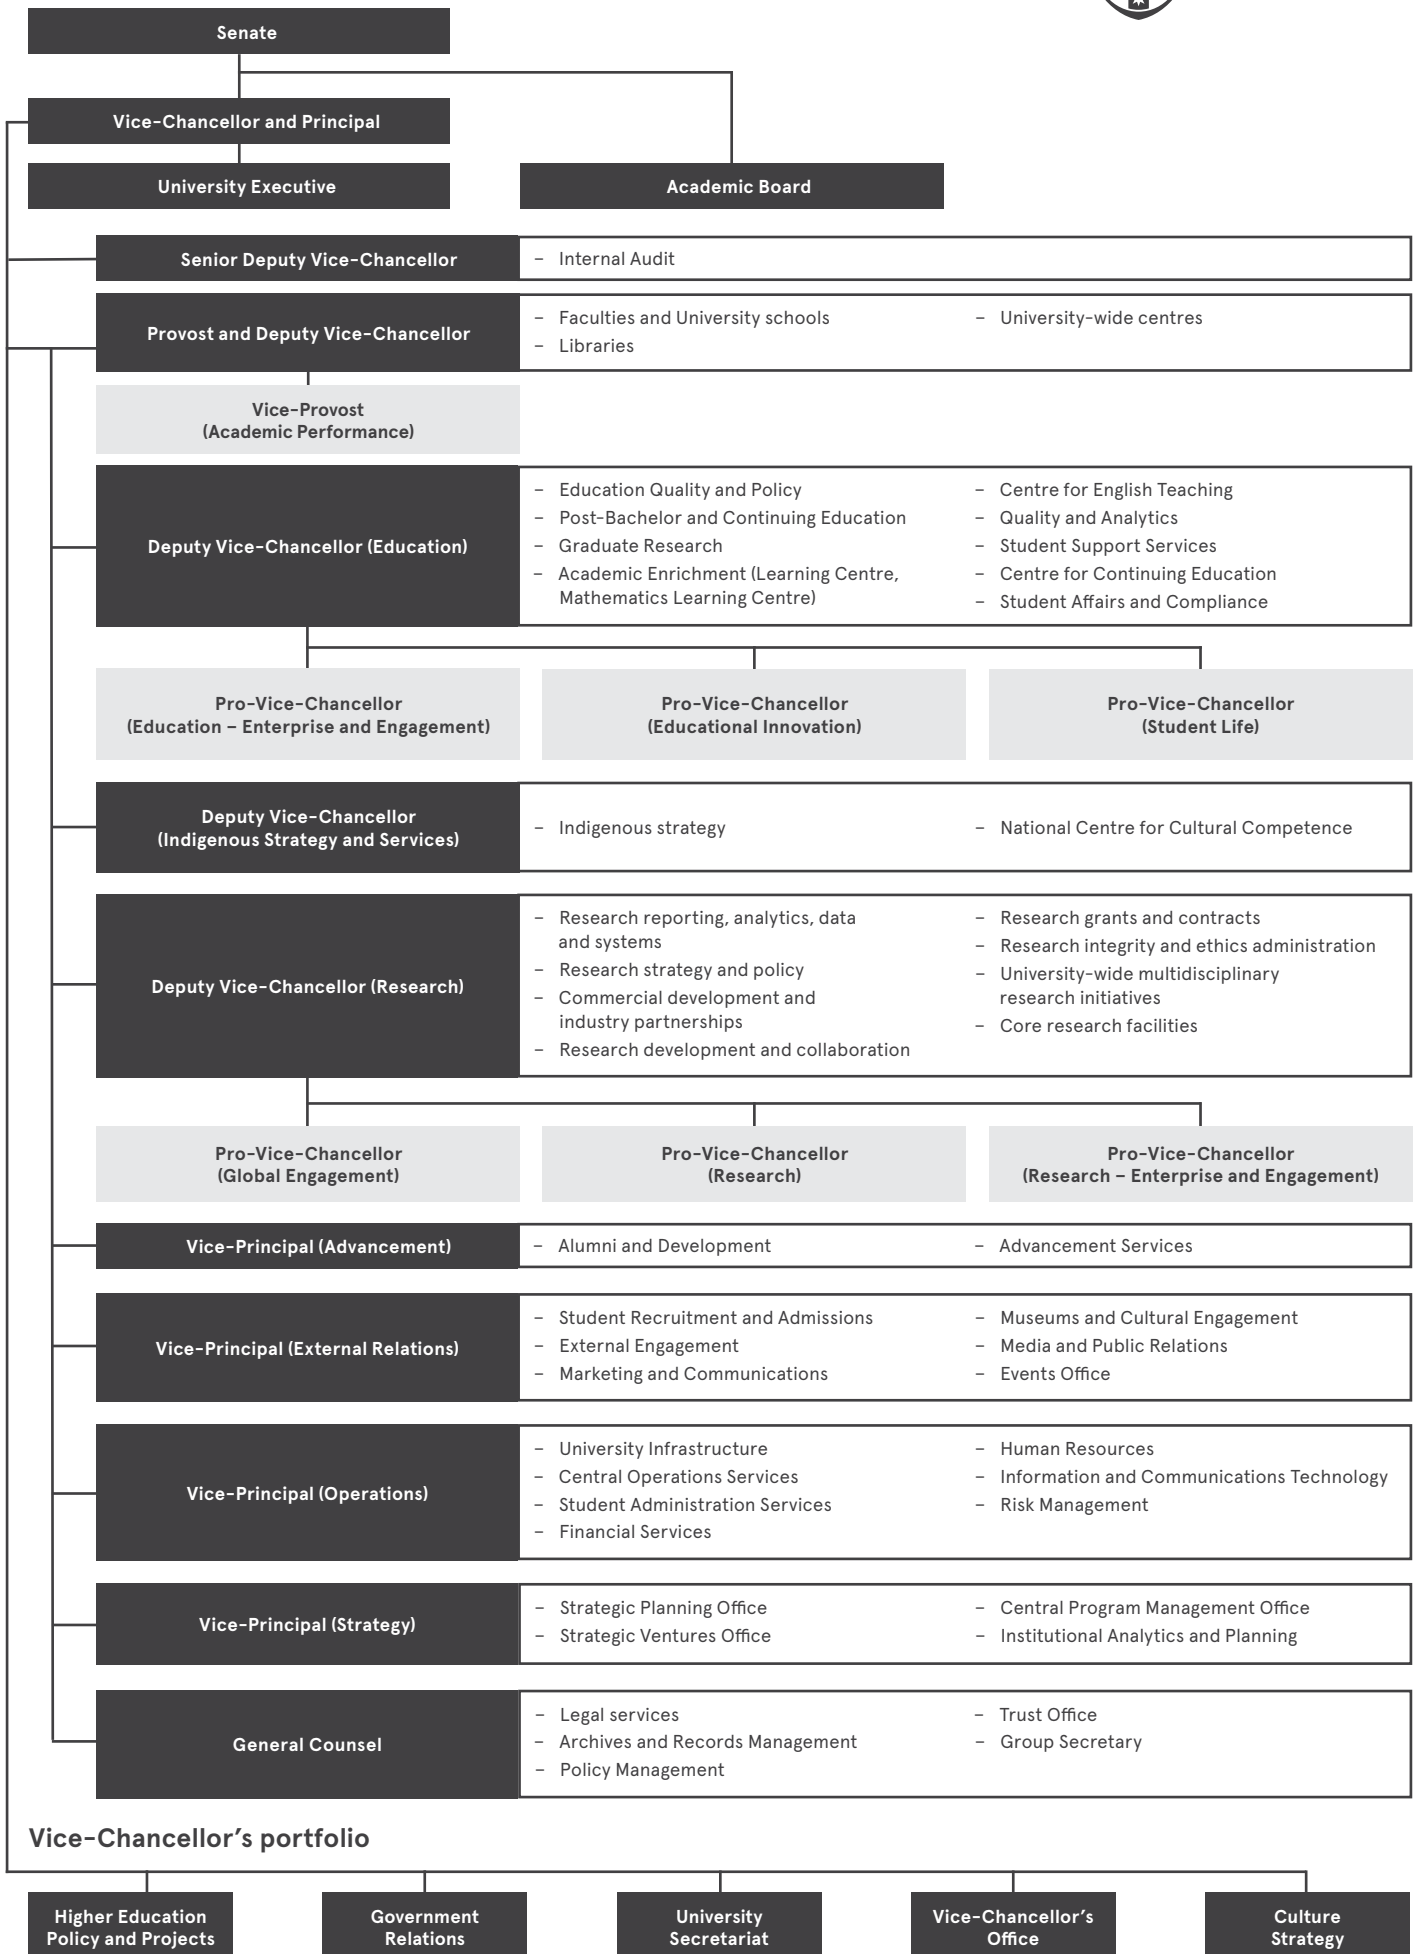 Senate
Vice-Chancellor and Principal
University Executive
Academic Board
Senior Deputy Vice-Chancellor
– Internal Audit
Provost and Deputy Vice-Chancellor
– Faculties and University schools
– Libraries
– University-wide centres
Vice-Provost
(Academic Performance)
Deputy Vice-Chancellor (Education)
– Education Quality and Policy
– Post-Bachelor and Continuing Education
– Graduate Research
– Academic Enrichment (Learning Centre,
Mathematics Learning Centre)
– Centre for English Teaching
– Quality and Analytics
– Student Support Services
– Centre for Continuing Education
– Student Affairs and Compliance
Pro-Vice-Chancellor
(Education – Enterprise and Engagement)
Pro-Vice-Chancellor
(Educational Innovation)
Pro-Vice-Chancellor
(Student Life)
Deputy Vice-Chancellor
(Indigenous Strategy and Services)
– Indigenous strategy
– National Centre for Cultural Competence
Deputy Vice-Chancellor (Research)
– Research reporting, analytics, data
and systems
– Research strategy and policy
– Commercial development and
industry partnerships
– Research development and collaboration
– Research grants and contracts
– Research integrity and ethics administration
– University-wide multidisciplinary
research initiatives
– Core research facilities
Pro-Vice-Chancellor
(Global Engagement)
Pro-Vice-Chancellor
(Research)
Pro-Vice-Chancellor
(Research – Enterprise and Engagement)
Vice-Principal (Advancement)
– Alumni and Development
– Advancement Services
Vice-Principal (External Relations)
– Student Recruitment and Admissions
– External Engagement
– Marketing and Communications
– Museums and Cultural Engagement
– Media and Public Relations
– Events Office
Vice-Principal (Operations)
– University Infrastructure
– Central Operations Services
– Student Administration Services
– Financial Services
– Human Resources
– Information and Communications Technology
– Risk Management
Vice-Principal (Strategy)
– Strategic Planning Office
– Strategic Ventures Office
– Central Program Management Office
– Institutional Analytics and Planning
General Counsel
– Legal services
– Archives and Records Management
– Policy Management
– Trust Office
– Group Secretary
Vice-Chancellor’s portfolio
Higher Education
Policy and Projects
Government
Relations
University
Secretariat
Vice-Chancellor’s
Office
Culture
Strategy